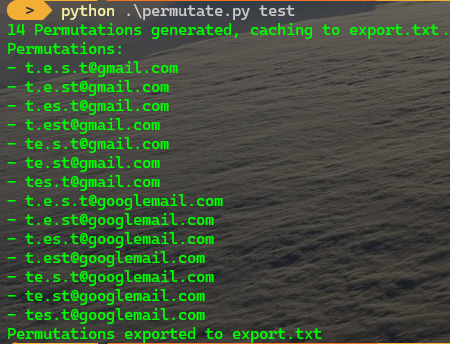 > python .\permutate.py test
14 Permutations generated, caching to export.txt.
Permutations:
- t.e.s.t@gmail.com
- t.e.st@gmail.com
- t.es.t@gmail.com
- t.est@gmail.com
- te.s.t@gmail.com
- te.st@gmail.com
- tes.t@gmail.com
- t.e.s.t@googlemail.com
- t.e.st@googlemail.com
- t.es.t@googlemail.com
- t.est@googlemail.com
- te.s.t@googlemail.com
- te.st@googlemail.com
- tes.t@googlemail.com
Permutations exported to export.txt